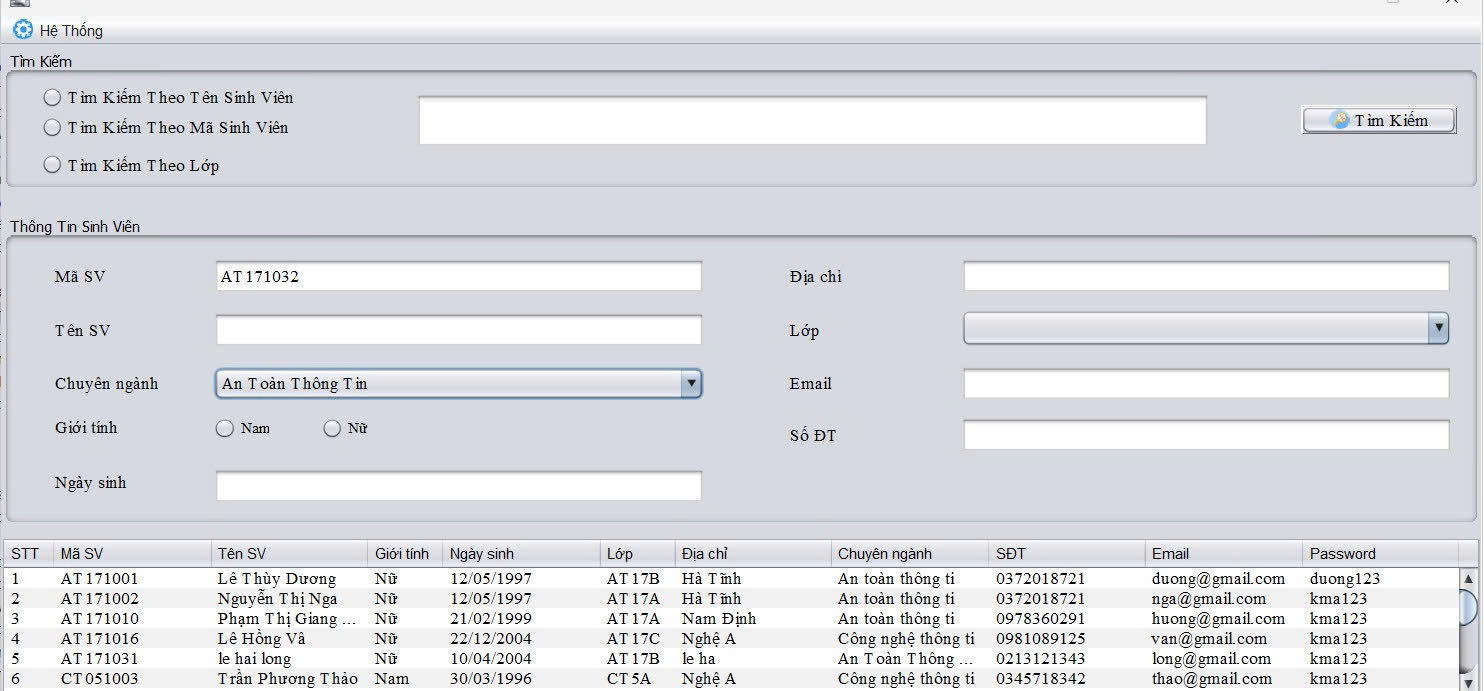 Hệ Thống
Tìm Kiếm
Tìm Kiếm Theo Tên Sinh Viên
Tìm Kiếm Theo Mã Sinh Viên
Tìm Kiếm
Tìm Kiếm Theo Lớp
Thông Tin Sinh Viên
Mã SV AT171032 Địa chỉ
Tên SV Lớp
Chuyên ngành An Toàn Thông Tin Email
Giới tính Nam Nữ Số ĐT
Ngày sinh
STT Mã SV Tên SV Giới tính Ngày sinh Lớp Địa chỉ Chuyên ngành SĐT Email Password
1 AT171001 Lê Thùy Dương Nữ 12/05/1997 AT17B Hà Tĩnh An toàn thông ti 0372018721 duong@gmail.com duong123
2 AT171002 Nguyễn Thị Nga Nữ 12/05/1997 AT17A Hà Tĩnh An toàn thông ti 0372018721 nga@gmail.com kma123
3 AT171010 Phạm Thị Giang ... Nữ 21/02/1999 AT17A Nam Định An toàn thông ti 0978360291 huong@gmail.com kma123
4 AT171016 Lê Hồng Vâ Nữ 22/12/2004 AT17C Nghệ A Công nghệ thông ti 0981089125 van@gmail.com kma123
5 AT171031 le hai long Nữ 10/04/2004 AT17B le ha An Toàn Thông ... 0213121343 long@gmail.com kma123
6 CT051003 Trần Phương Thảo Nam 30/03/1996 CT5A Nghệ A Công nghệ thông ti 0345718342 thao@gmail.com kma123